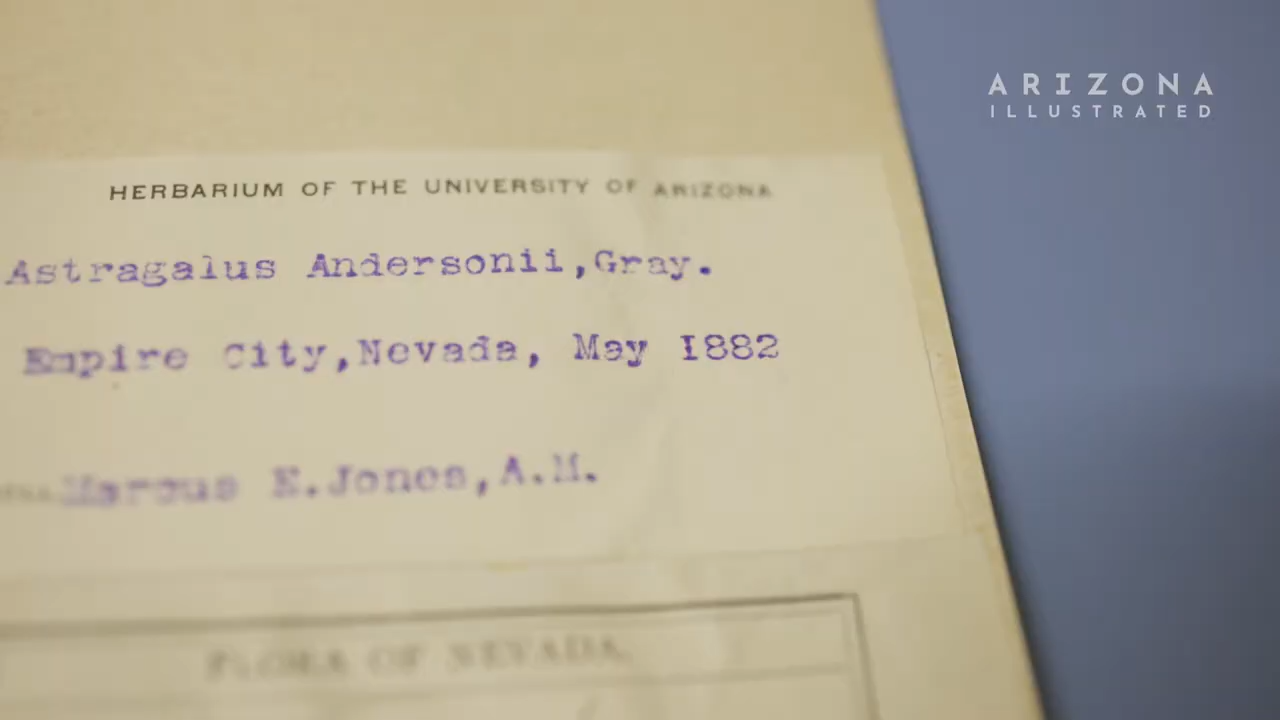 ARIZONA
ILLUSTRATED
HERBARIUM OF THE UNIVERSITY OF ARIZONA
Astragalus Andersonii,Gray.
Empire City,Nevada, May 1882
Marcus E.Jones,A.M.
FLORA OF NEVADA.